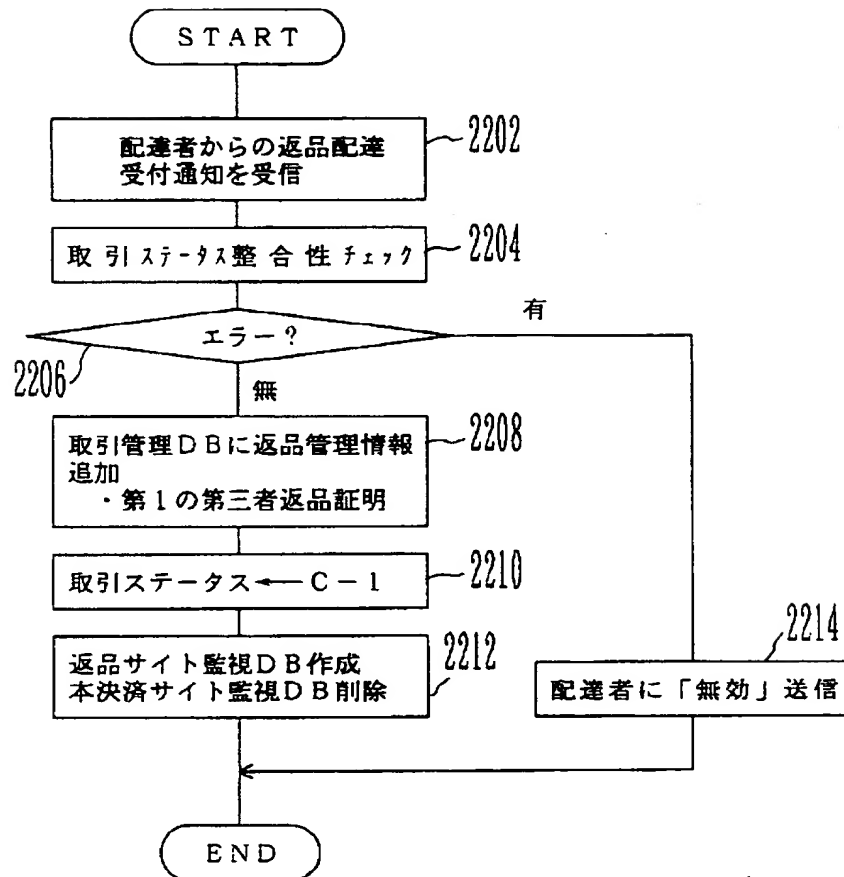 START
配達者からの返品配達
受付通知を受信
2202
取引ステータス整合性チェック
2204
エラー?
有
2206
無
取引管理DBに返品管理情報
追加
・第1の第三者返品証明
2208
取引ステータス←C-1
2210
返品サイト監視DB作成
本決済サイト監視DB削除
2212
2214
配達者に「無効」送信
END